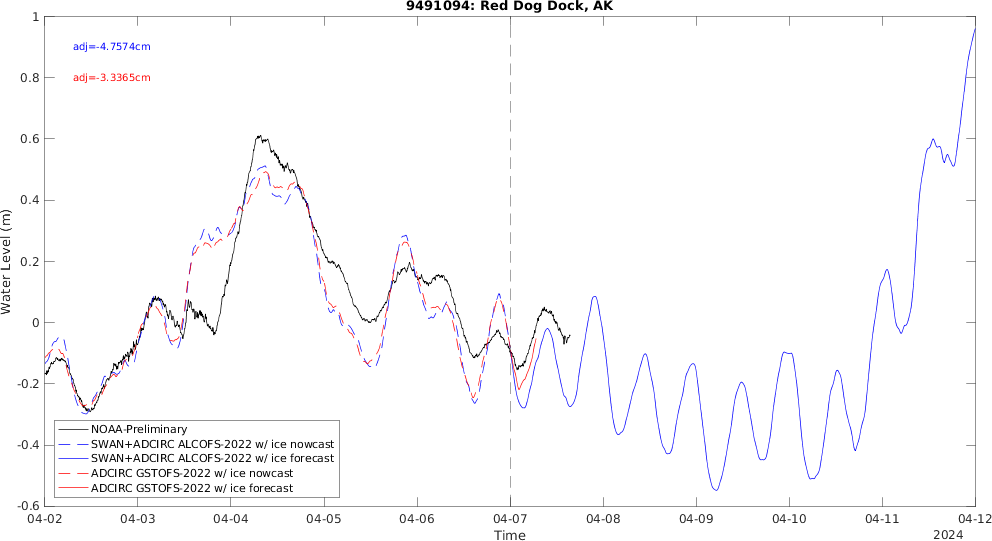 9491094: Red Dog Dock, AK
adj=-4.7574cm
adj=-3.3365cm
Water Level (m)
1
0.8
0.6
0.4
0.2
0
-0.2
-0.4
-0.6
NOAA-Preliminary
SWAN+ADCIRC ALCOFS-2022 w/ ice nowcast
SWAN+ADCIRC ALCOFS-2022 w/ ice forecast
ADCIRC GSTOFS-2022 w/ ice nowcast
ADCIRC GSTOFS-2022 w/ ice forecast
04-02 04-03 04-04 04-05 04-06 04-07 04-08 04-09 04-10 04-11 04-12
Time
2024